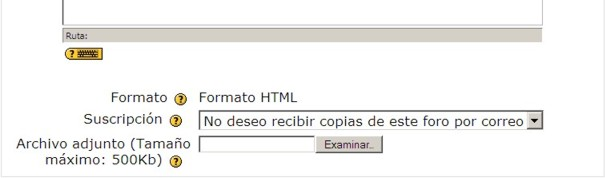 Ruta:
?
Formato ? Formato HTML
Suscripción ? No deseo recibir copias de este foro por correo
Archivo adjunto (Tamaño Examinar..
máximo: 500Kb) ?